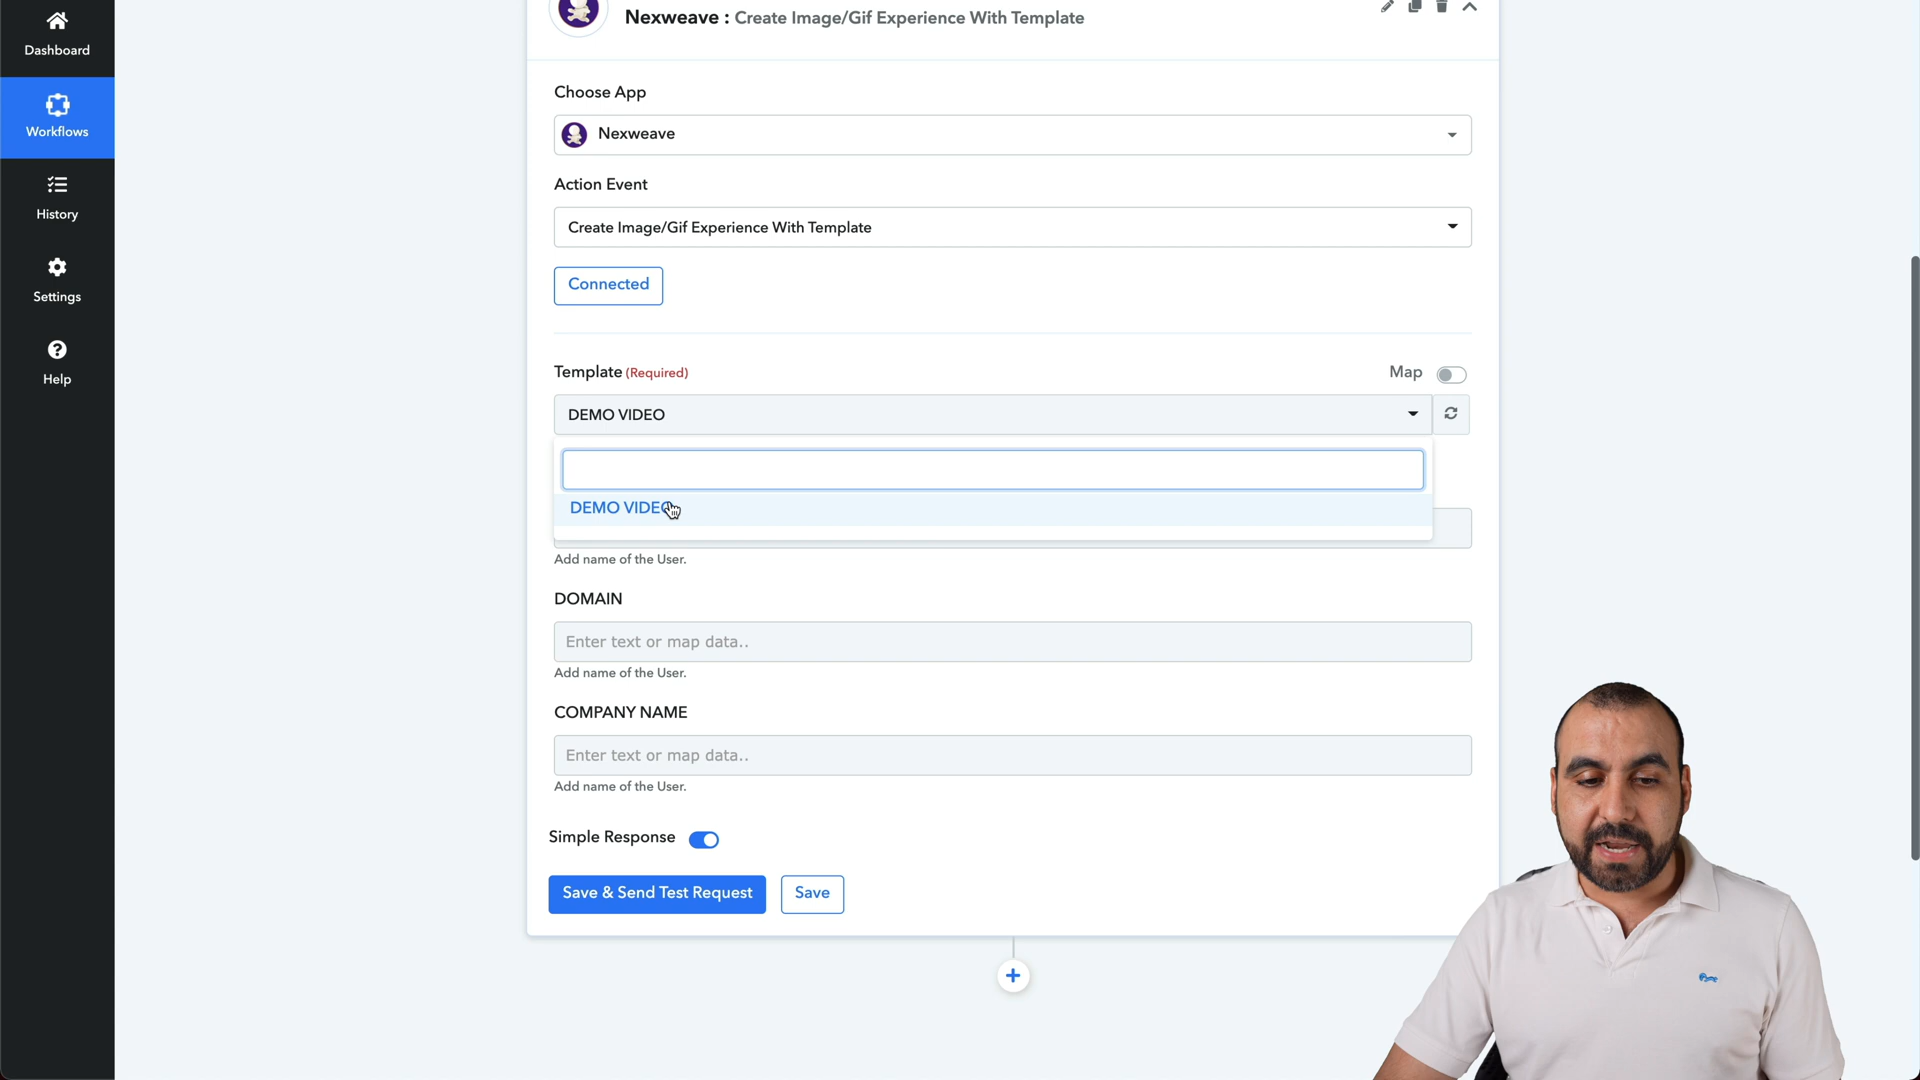 Dashboard
Workflows
History
Settings
Help
Nexweave : Create Image/Gif Experience With Template
Choose App
Nexweave
Action Event
Create Image/Gif Experience With Template
Connected
Template (Required)
Map
DEMO VIDEO
DEMO VIDEO
Add name of the User.
DOMAIN
Enter text or map data..
Add name of the User.
COMPANY NAME
Enter text or map data..
Add name of the User.
Simple Response
Save & Send Test Request
Save